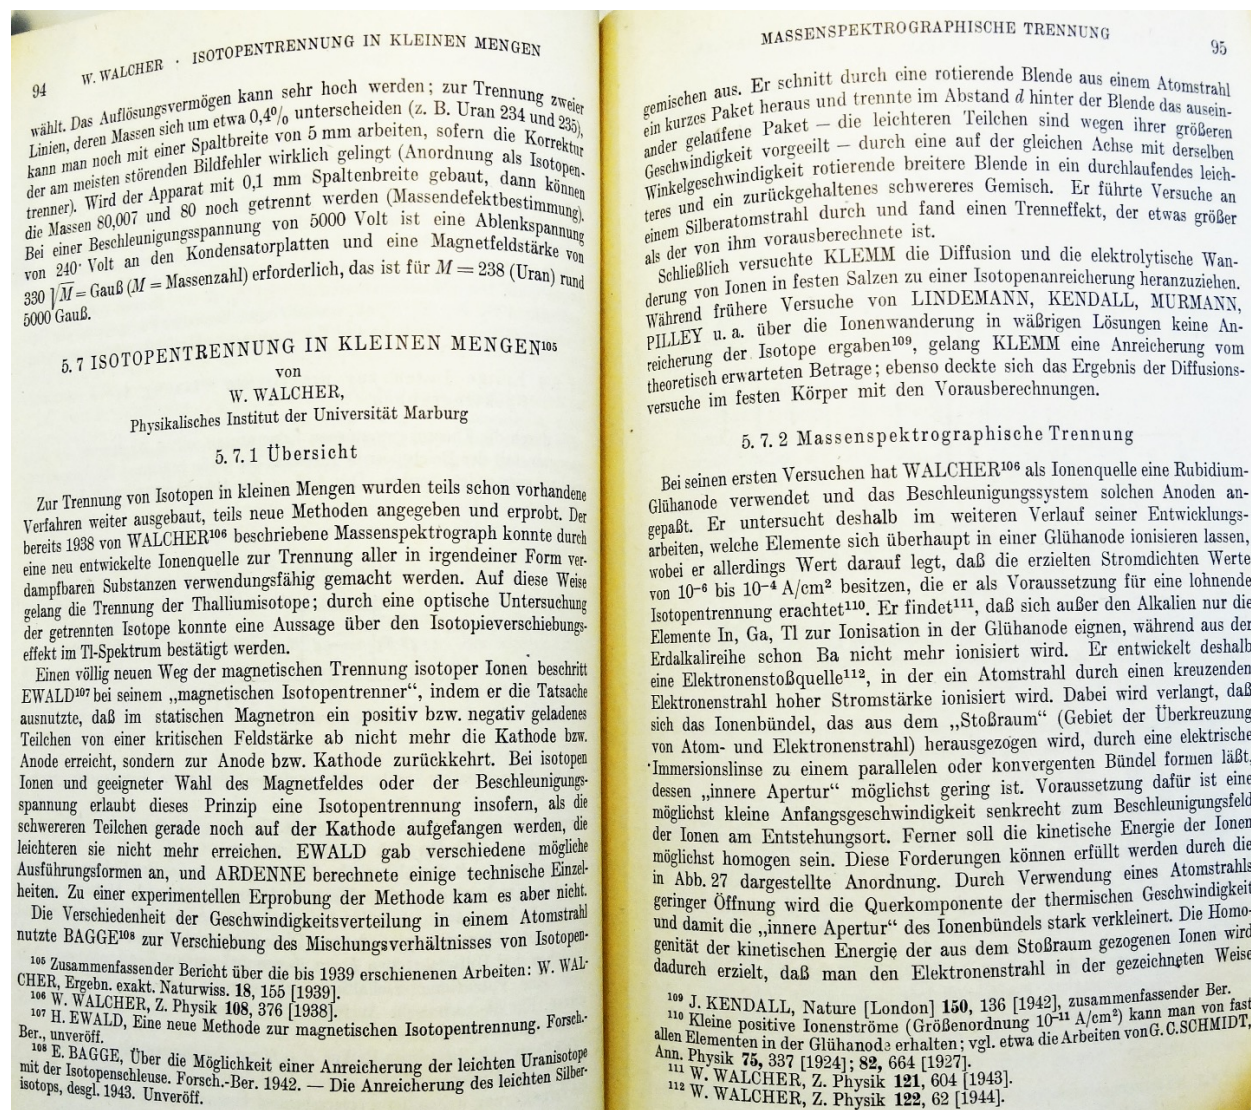 94 W. WALCHER · ISOTOPENTRENNUNG IN KLEINEN MENGEN
wählt. Das Auflösungsvermögen kann sehr hoch werden; zur Trennung zweier
Linien, deren Massen sich um etwa 0,4% unterscheiden (z. B. Uran 234 und 235),
kann man noch mit einer Spaltbreite von 5 mm arbeiten, sofern die Korrektur
der am meisten störenden Bildfehler wirklich gelingt (Anordnung als Isotopen-
trenner). Wird der Apparat mit 0,1 mm Spaltenbreite gebaut, dann können
die Massen 80,007 und 80 noch getrennt werden (Massendefektbestimmung).
Bei einer Beschleunigungsspannung von 5000 Volt ist eine Ablenkspannung
von 240 Volt an den Kondensatorplatten und eine Magnetfeldstärke von
330 √M = Gauß (M = Massenzahl) erforderlich, das ist für M = 238 (Uran) rund
5000 Gauß.
5.7 ISOTOPENTRENNUNG IN KLEINEN MENGEN¹⁰⁵
von
W. WALCHER,
Physikalisches Institut der Universität Marburg
5.7.1 Übersicht
Zur Trennung von Isotopen in kleinen Mengen wurden teils schon vorhandene
Verfahren weiter ausgebaut, teils neue Methoden angegeben und erprobt. Der
bereits 1938 von WALCHER¹⁰⁶ beschriebene Massenspektrograph konnte durch
eine neu entwickelte Ionenquelle zur Trennung aller in irgendeiner Form ver-
dampfbaren Substanzen verwendungsfähig gemacht werden. Auf diese Weise
gelang die Trennung der Thalliumisotope; durch eine optische Untersuchung
der getrennten Isotope konnte eine Aussage über den Isotopieverschiebungs-
effekt im Tl-Spektrum bestätigt werden.
Einen völlig neuen Weg der magnetischen Trennung isotoper Ionen beschritt
EWALD¹⁰⁷ bei seinem „magnetischen Isotopentrenner“, indem er die Tatsache
ausnutzte, daß im statischen Magnetron ein positiv bzw. negativ geladenes
Teilchen von einer kritischen Feldstärke ab nicht mehr die Kathode bzw.
Anode erreicht, sondern zur Anode bzw. Kathode zurückkehrt. Bei isotopen
Ionen und geeigneter Wahl des Magnetfeldes oder der Beschleunigungs-
spannung erlaubt dieses Prinzip eine Isotopentrennung insofern, als die
schwereren Teilchen gerade noch auf der Kathode aufgefangen werden, die
leichteren sie nicht mehr erreichen. EWALD gab verschiedene mögliche
Ausführungsformen an, und ARDENNE berechnete einige technische Einzel-
heiten. Zu einer experimentellen Erprobung der Methode kam es aber nicht.
Die Verschiedenheit der Geschwindigkeitsverteilung in einem Atomstrahl
nutzte BAGGE¹⁰⁸ zur Verschiebung des Mischungsverhältnisses von Isotopen-
¹⁰⁵ Zusammenfassender Bericht über die bis 1939 erschienenen Arbeiten: W. WAL-
CHER, Ergebn. exakt. Naturwiss. 18, 155 [1939].
¹⁰⁶ W. WALCHER, Z. Physik 108, 376 [1938].
¹⁰⁷ H. EWALD, Eine neue Methode zur magnetischen Isotopentrennung. Forsch.-
Ber., unveröff.
¹⁰⁸ E. BAGGE, Über die Möglichkeit einer Anreicherung der leichten Uranisotope
mit der Isotopenschleuse. Forsch.-Ber. 1942. — Die Anreicherung des leichten Silber-
isotops, desgl. 1943. Unveröff.
MASSENSPEKTROGRAPHISCHE TRENNUNG 95
gemischen aus. Er schnitt durch eine rotierende Blende aus einem Atomstrahl
ein kurzes Paket heraus und trennte im Abstand d hinter der Blende das ausein-
ander gelaufene Paket — die leichteren Teilchen sind wegen ihrer größeren
Geschwindigkeit vorgeeilt — durch eine auf der gleichen Achse mit derselben
Winkelgeschwindigkeit rotierende breitere Blende in ein durchlaufendes leich-
teres und ein zurückgehaltenes schwereres Gemisch. Er führte Versuche an
einem Silberatomstrahl durch und fand einen Trenneffekt, der etwas größer
als der von ihm vorausberechnete ist.
Schließlich versuchte KLEMM die Diffusion und die elektrolytische Wan-
derung von Ionen in festen Salzen zu einer Isotopenanreicherung heranzuziehen.
Während frühere Versuche von LINDEMANN, KENDALL, MURMANN,
PILLEY u. a. über die Ionenwanderung in wäßrigen Lösungen keine An-
reicherung der Isotope ergaben¹⁰⁹, gelang KLEMM eine Anreicherung vom
theoretisch erwarteten Betrage; ebenso deckte sich das Ergebnis der Diffusions-
versuche im festen Körper mit den Vorausberechnungen.
5.7.2 Massenspektrographische Trennung
Bei seinen ersten Versuchen hat WALCHER¹⁰⁶ als Ionenquelle eine Rubidium-
Glühanode verwendet und das Beschleunigungssystem solchen Anoden an-
gepaßt. Er untersucht deshalb im weiteren Verlauf seiner Entwicklungs-
arbeiten, welche Elemente sich überhaupt in einer Glühanode ionisieren lassen,
wobei er allerdings Wert darauf legt, daß die erzielten Stromdichten Werte
von 10⁻⁶ bis 10⁻⁴ A/cm² besitzen, die er als Voraussetzung für eine lohnende
Isotopentrennung erachtet¹¹⁰. Er findet¹¹¹, daß sich außer den Alkalien nur die
Elemente In, Ga, Tl zur Ionisation in der Glühanode eignen, während aus der
Erdalkalireihe schon Ba nicht mehr ionisiert wird. Er entwickelt deshalb
eine Elektronenstoßquelle¹¹², in der ein Atomstrahl durch einen kreuzenden
Elektronenstrahl hoher Stromstärke ionisiert wird. Dabei wird verlangt, daß
sich das Ionenbündel, das aus dem „Stoßraum“ (Gebiet der Überkreuzung
von Atom- und Elektronenstrahl) herausgezogen wird, durch eine elektrische
Immersionslinse zu einem parallelen oder konvergenten Bündel formen läßt,
dessen „innere Apertur“ möglichst gering ist. Voraussetzung dafür ist eine
möglichst kleine Anfangsgeschwindigkeit senkrecht zum Beschleunigungsfeld
der Ionen am Entstehungsort. Ferner soll die kinetische Energie der Ionen
möglichst homogen sein. Diese Forderungen können erfüllt werden durch die
in Abb. 27 dargestellte Anordnung. Durch Verwendung eines Atomstrahls
geringer Öffnung wird die Querkomponente der thermischen Geschwindigkeit
und damit die „innere Apertur“ des Ionenbündels stark verkleinert. Die Homo-
genität der kinetischen Energie der aus dem Stoßraum gezogenen Ionen wird
dadurch erzielt, daß man den Elektronenstrahl in der gezeichneten Weise
¹⁰⁹ J. KENDALL, Nature [London] 150, 136 [1942], zusammenfassender Ber.
¹¹⁰ Kleine positive Ionenströme (Größenordnung 10⁻¹¹ A/cm²) kann man von fast
allen Elementen in der Glühanode erhalten; vgl. etwa die Arbeiten von G. C. SCHMIDT,
Ann. Physik 75, 337 [1924]; 82, 664 [1927].
¹¹¹ W. WALCHER, Z. Physik 121, 604 [1943].
¹¹² W. WALCHER, Z. Physik 122, 62 [1944].